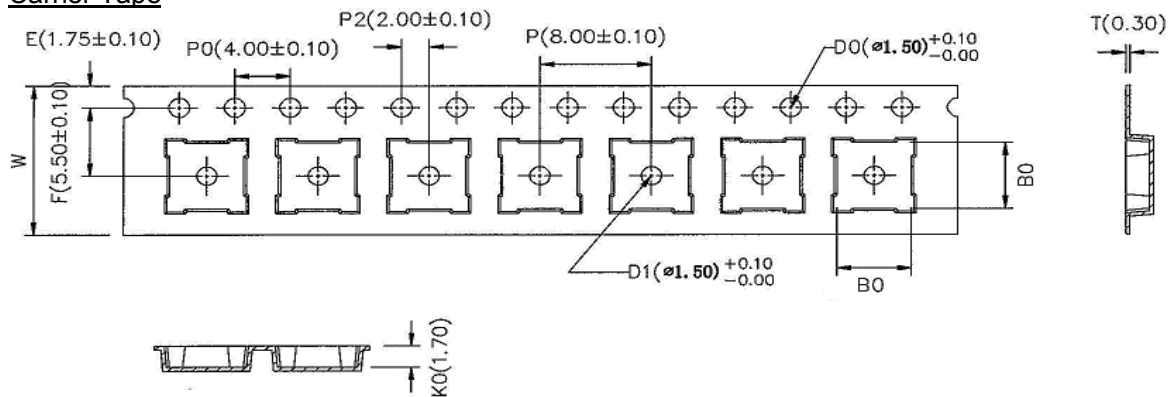 Carrier Tape
P2(2.00±0.10)
T(0.30)
E(1.75±0.10)
P0(4.00±0.10)
P(8.00±0.10)
D0(⌀1.50)+0.10 -0.00
W
F(5.50±0.10)
B0
D1(⌀1.50)+0.10 -0.00
B0
K0(1.70)